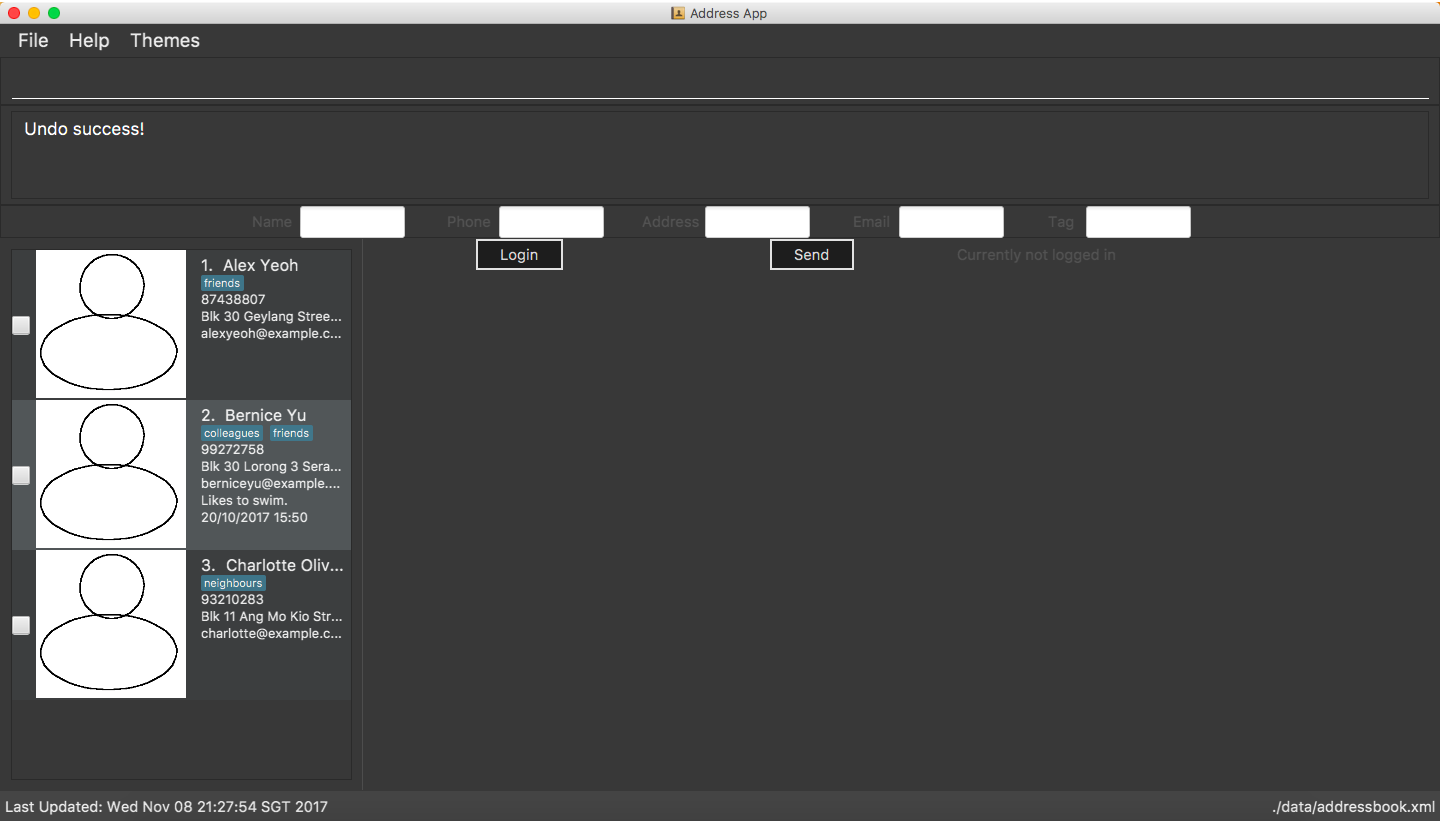 Address App
File Help Themes
Undo success!
Name Phone Address Email Tag
Login Send Currently not logged in
1. Alex Yeoh
friends
87438807
Blk 30 Geylang Stree...
alexyeoh@example.c...
2. Bernice Yu
colleagues friends
99272758
Blk 30 Lorong 3 Sera...
berniceyu@example....
Likes to swim.
20/10/2017 15:50
3. Charlotte Oliv...
neighbours
93210283
Blk 11 Ang Mo Kio Str...
charlotte@example.c...
Last Updated: Wed Nov 08 21:27:54 SGT 2017 ./data/addressbook.xml